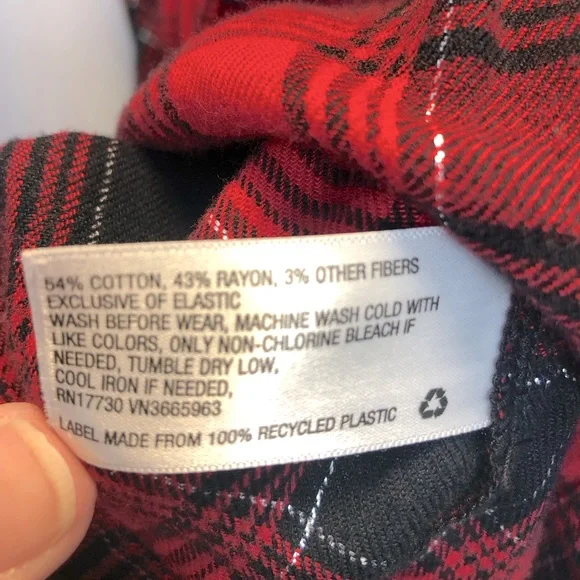 54% COTTON, 43% RAYON, 3% OTHER FIBERS
EXCLUSIVE OF ELASTIC
WASH BEFORE WEAR, MACHINE WASH COLD WITH
LIKE COLORS, ONLY NON-CHLORINE BLEACH IF
NEEDED, TUMBLE DRY LOW,
COOL IRON IF NEEDED,
RN17730 VN3665963
LABEL MADE FROM 100% RECYCLED PLASTIC